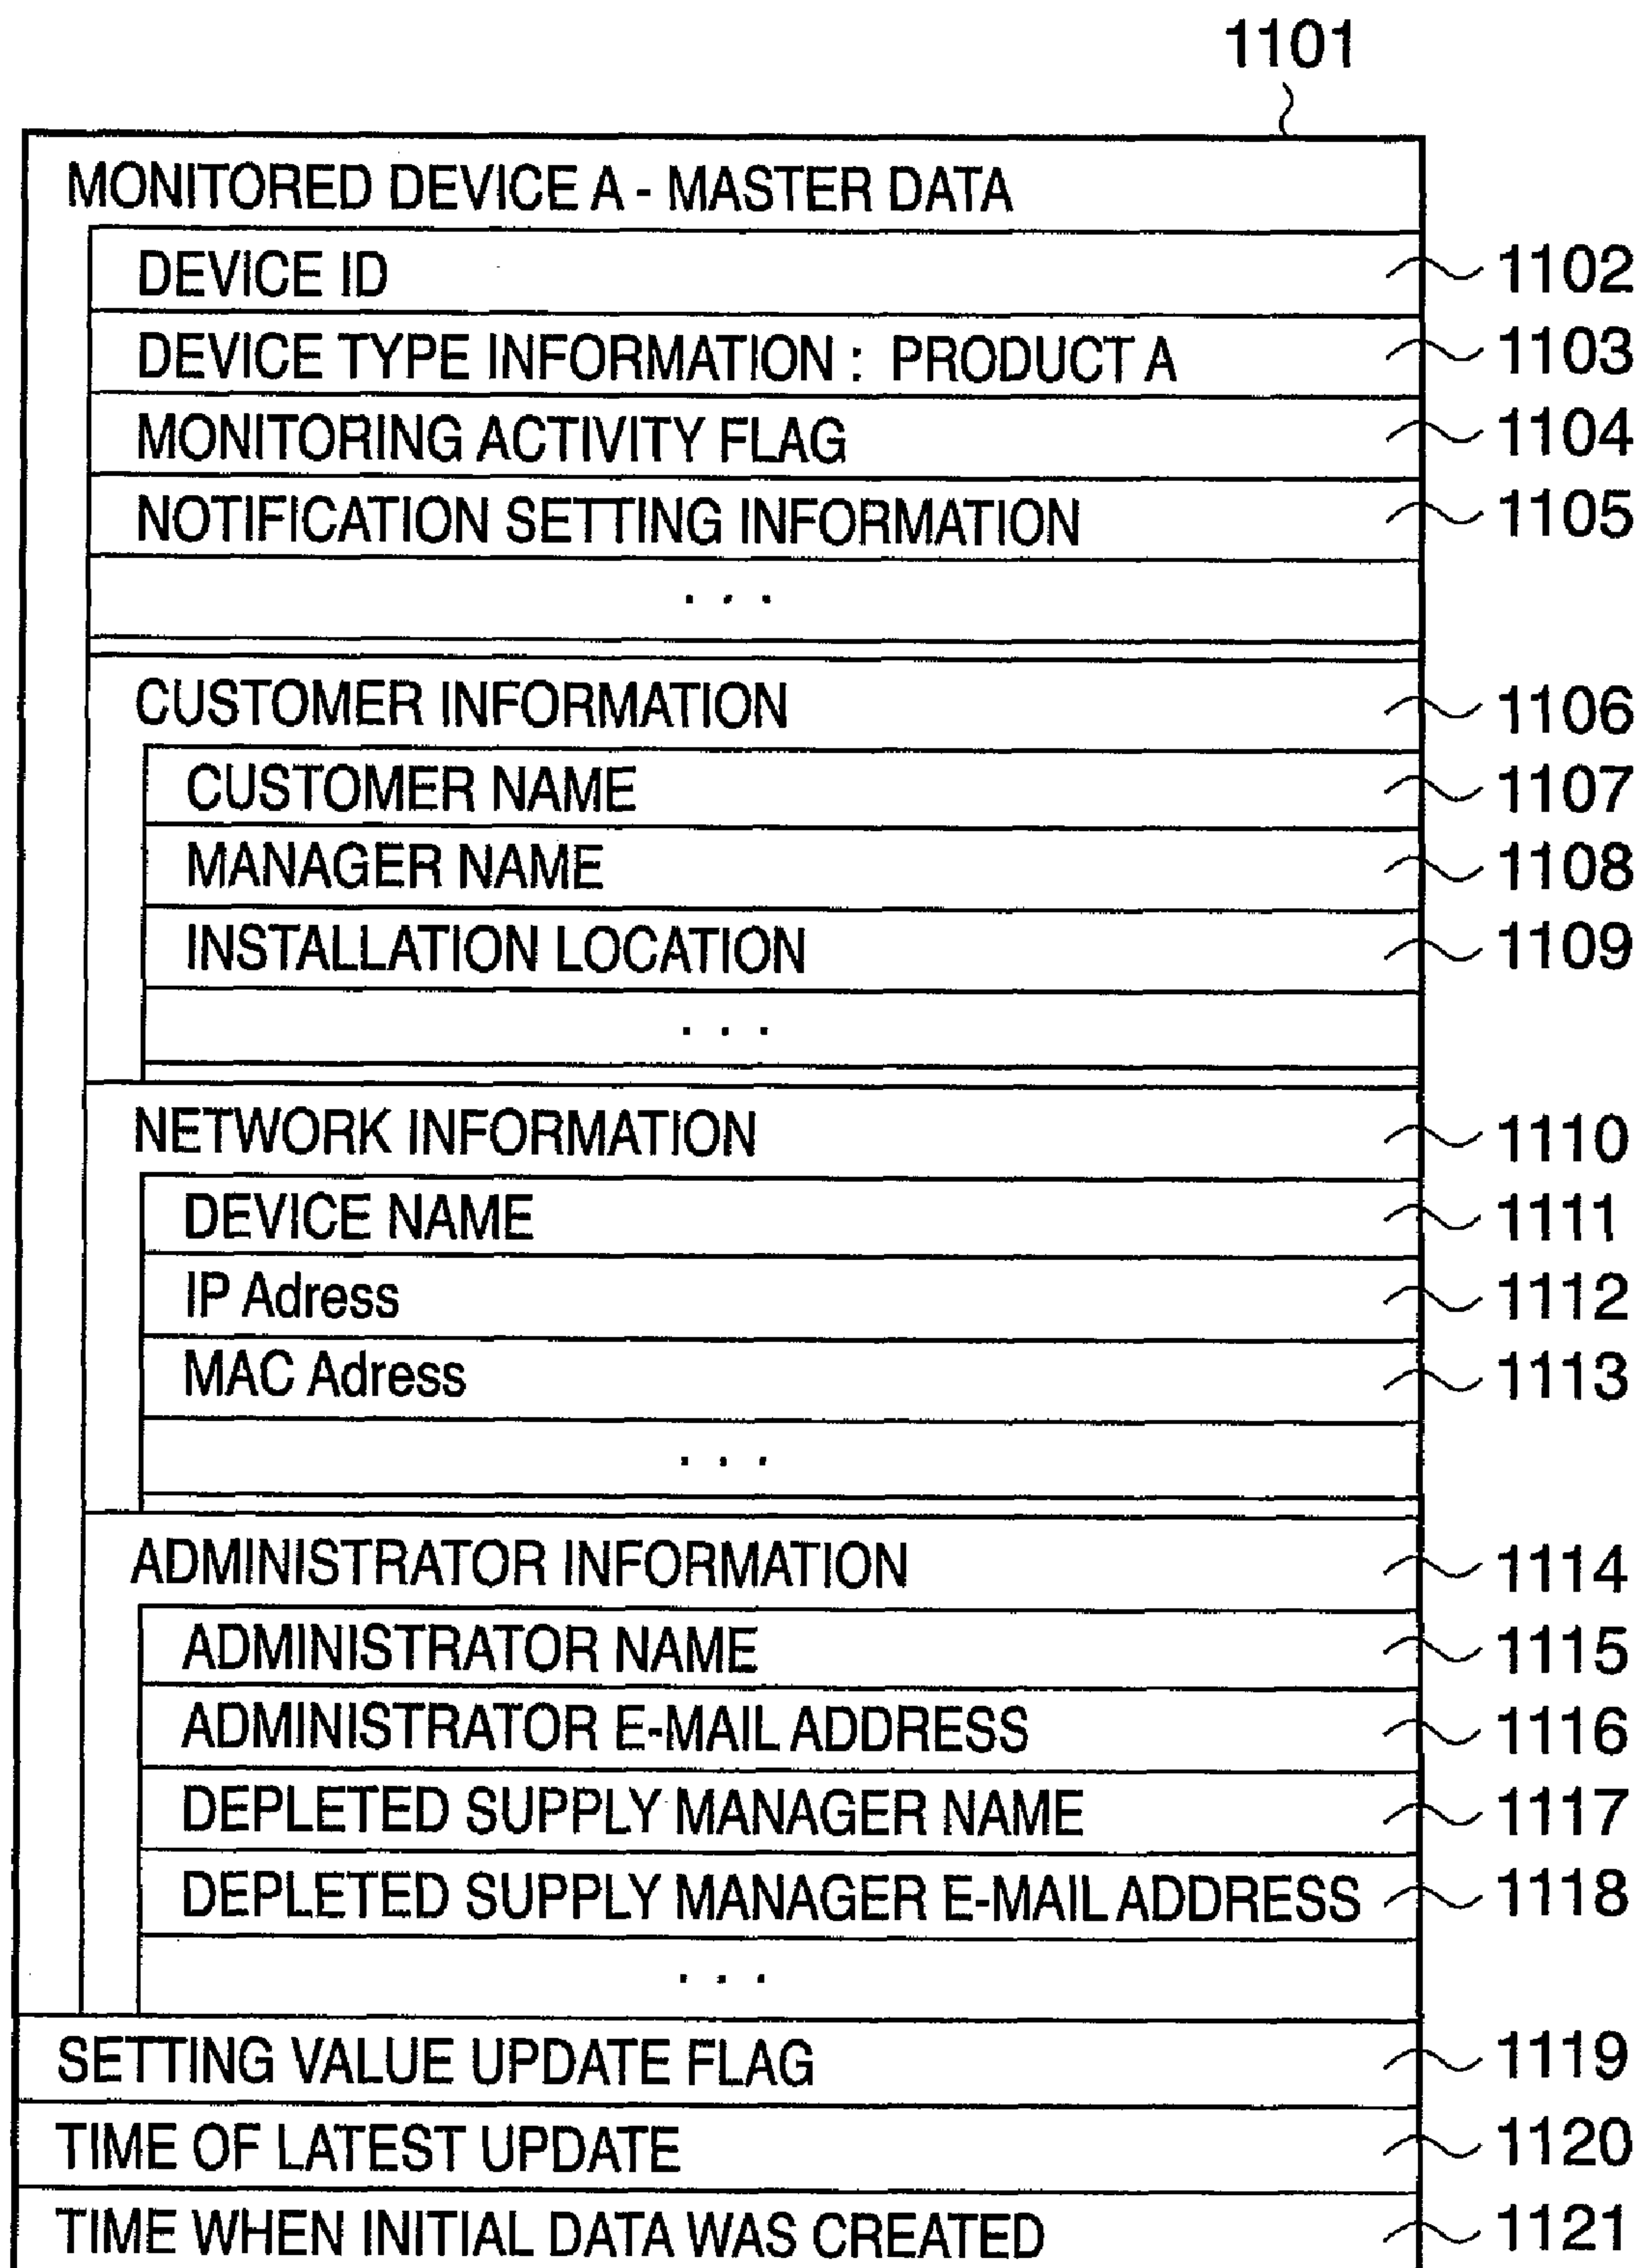 1101
MONITORED DEVICE A - MASTER DATA
DEVICE ID 1102
DEVICE TYPE INFORMATION : PRODUCT A 1103
MONITORING ACTIVITY FLAG 1104
NOTIFICATION SETTING INFORMATION 1105
. . .
CUSTOMER INFORMATION 1106
CUSTOMER NAME 1107
MANAGER NAME 1108
INSTALLATION LOCATION 1109
. . .
NETWORK INFORMATION 1110
DEVICE NAME 1111
IP Adress 1112
MAC Adress 1113
. . .
ADMINISTRATOR INFORMATION 1114
ADMINISTRATOR NAME 1115
ADMINISTRATOR E-MAIL ADDRESS 1116
DEPLETED SUPPLY MANAGER NAME 1117
DEPLETED SUPPLY MANAGER E-MAIL ADDRESS 1118
. . .
SETTING VALUE UPDATE FLAG 1119
TIME OF LATEST UPDATE 1120
TIME WHEN INITIAL DATA WAS CREATED 1121